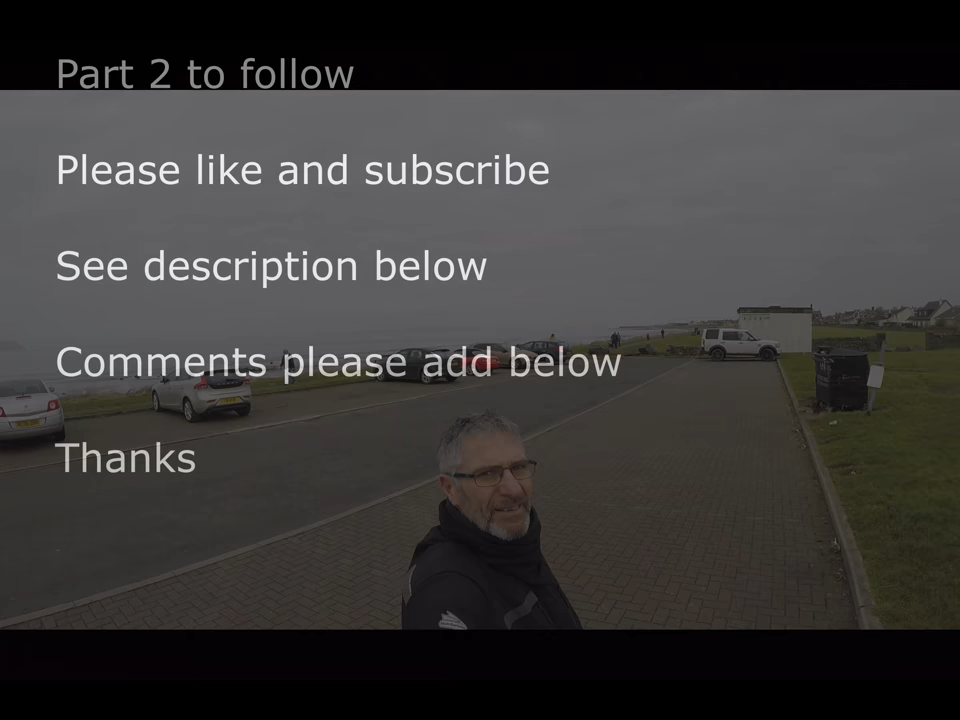 Part 2 to follow
Please like and subscribe
See description below
Comments please add below
Thanks